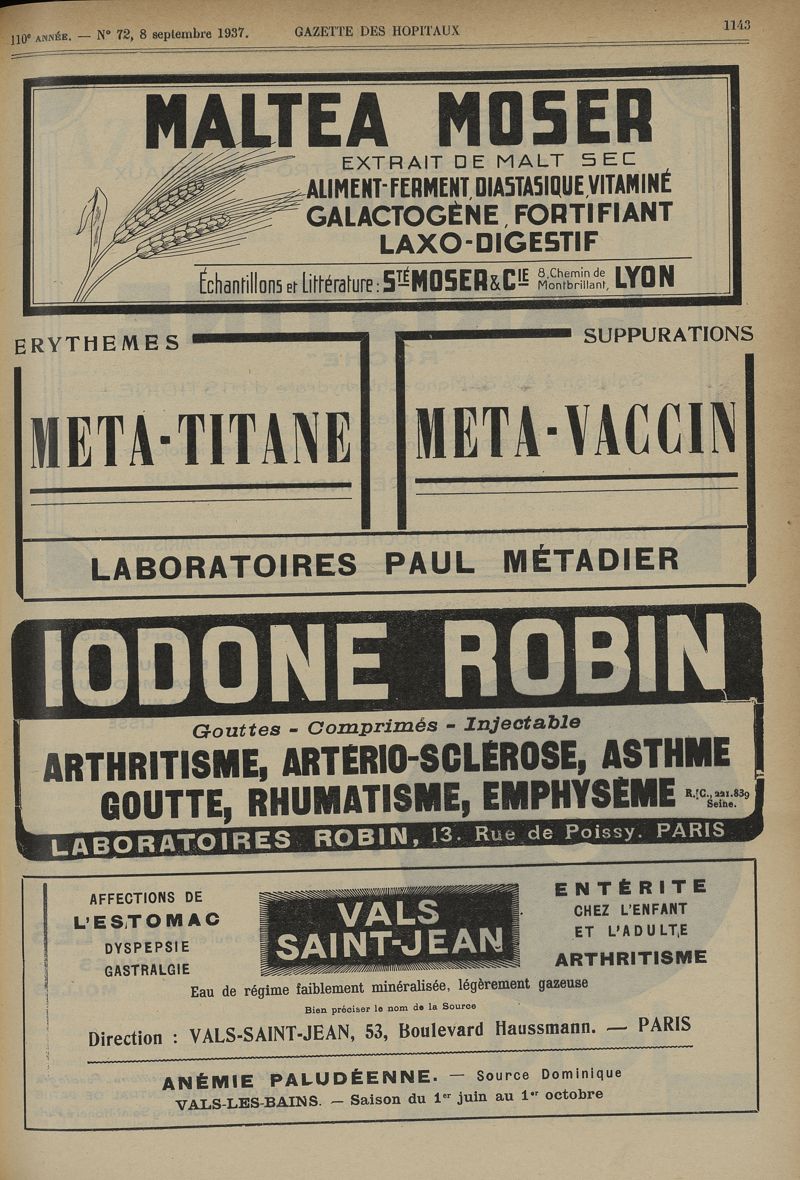 110e ANNÉE. — N° 72, 8 septembre 1937. GAZETTE DES HOPITAUX 1143
MALTEA MOSER
EXTRAIT DE MALT SEC
ALIMENT-FERMENT, DIASTASIQUE, VITAMINÉ
GALACTOGÈNE, FORTIFIANT
LAXO-DIGESTIF
Échantillons et Littérature : STÉ MOSER & CIE 8, Chemin de Montbrillant, LYON
ERYTHEMES
META-TITANE
SUPPURATIONS
META-VACCIN
LABORATOIRES PAUL MÉTADIER
IODONE ROBIN
Gouttes - Comprimés - Injectable
ARTHRITISME, ARTÉRIO-SCLÉROSE, ASTHME
GOUTTE, RHUMATISME, EMPHYSÈME R. C., 221.839 Seine.
LABORATOIRES ROBIN, 13. Rue de Poissy. PARIS
AFFECTIONS DE
L'ESTOMAC
DYSPEPSIE
GASTRALGIE
VALS
SAINT-JEAN
ENTÉRITE
CHEZ L'ENFANT
ET L'ADULTE
ARTHRITISME
Eau de régime faiblement minéralisée, légèrement gazeuse
Bien préciser le nom de la Source
Direction : VALS-SAINT-JEAN, 53, Boulevard Haussmann. — PARIS
ANÉMIE PALUDÉENNE. — Source Dominique
VALS-LES-BAINS. — Saison du 1er juin au 1er octobre